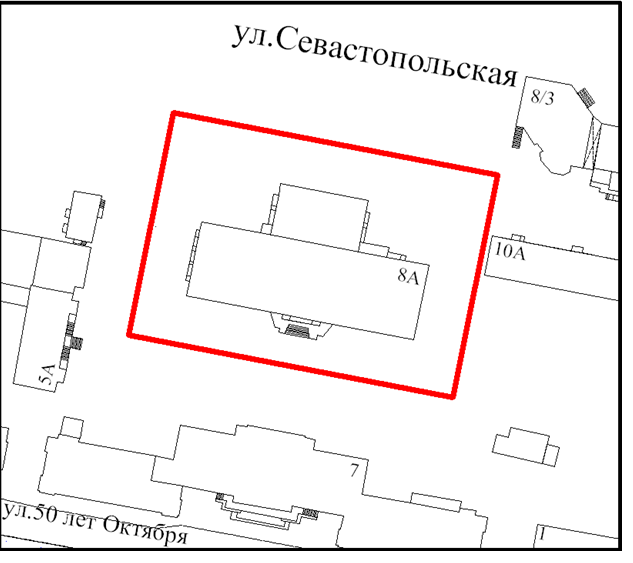 ул.Севастопольская
8/3
10А
8А
5А
7
ул.50 лет Октября
1